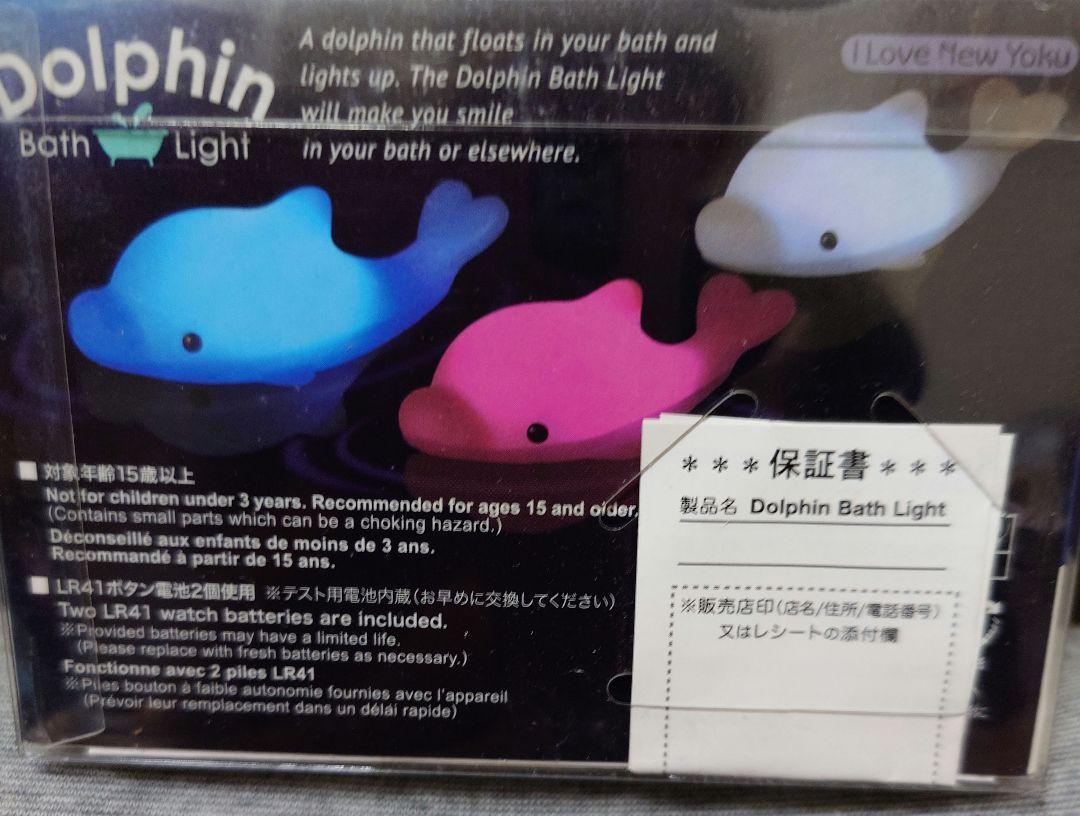 Dolphin
Bath Light
A dolphin that floats in your bath and
lights up. The Dolphin Bath Light
will make you smile
in your bath or elsewhere.
I Love New Yoku
■ 対象年齢15歳以上
Not for children under 3 years. Recommended for ages 15 and older.
(Contains small parts which can be a choking hazard.)
Déconseillé aux enfants de moins de 3 ans.
Recommandé à partir de 15 ans.
■ LR41ボタン電池2個使用 ※テスト用電池内蔵(お早めに交換してください)
Two LR41 watch batteries are included.
※Provided batteries may have a limited life.
(Please replace with fresh batteries as necessary.)
Fonctionne avec 2 piles LR41
※Piles bouton à faible autonomie fournies avec l'appareil
(Prévoir leur remplacement dans un délai rapide)
***保証書***
製品名 Dolphin Bath Light
※販売店印(店名/住所/電話番号)
又はレシートの添付欄